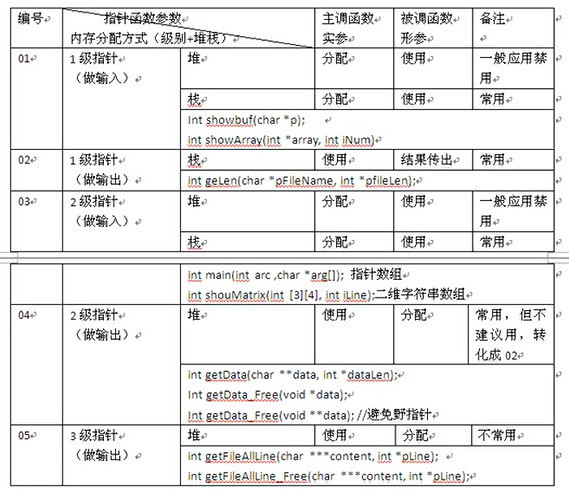 编号 指针函数参数 主调函数 被调函数 备注
内存分配方式(级别+堆栈) 实参 形参
01 1级指针 堆 分配 使用 一般应用禁
(做输入) 用
栈 分配 使用 常用
Int showbuf(char *p);
int showArray(int *array, int iNum)
02 1级指针 栈 使用 结果传出 常用
(做输出) int geLen(char *pFileName, int *pfileLen);
03 2级指针 堆 分配 使用 一般应用禁
(做输入) 用
栈 分配 使用 常用
int main(int arc ,char *arg[]); 指针数组
int shouMatrix(int [3][4], int iLine);二维字符串数组
04 2级指针 堆 使用 分配 常用,但不
(做输出) 建议用,转
化成 02
int getData(char **data, int *dataLen);
Int getData_Free(void *data);
Int getData_Free(void **data); //避免野指针
05 3级指针 堆 使用 分配 不常用
(做输出) int getFileAllLine(char ***content, int *pLine);
int getFileAllLine_Free(char ***content, int *pLine);